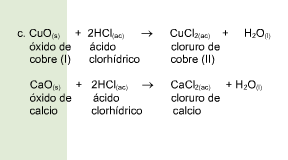 c. CuO(s) + 2HCl(ac) → CuCl2(ac) + H2O(l)
óxido de ácido cloruro de
cobre (I) clorhídrico cobre (II)
CaO(s) + 2HCl(ac) → CaCl2(ac) + H2O(l)
óxido de ácido cloruro de
calcio clorhídrico calcio